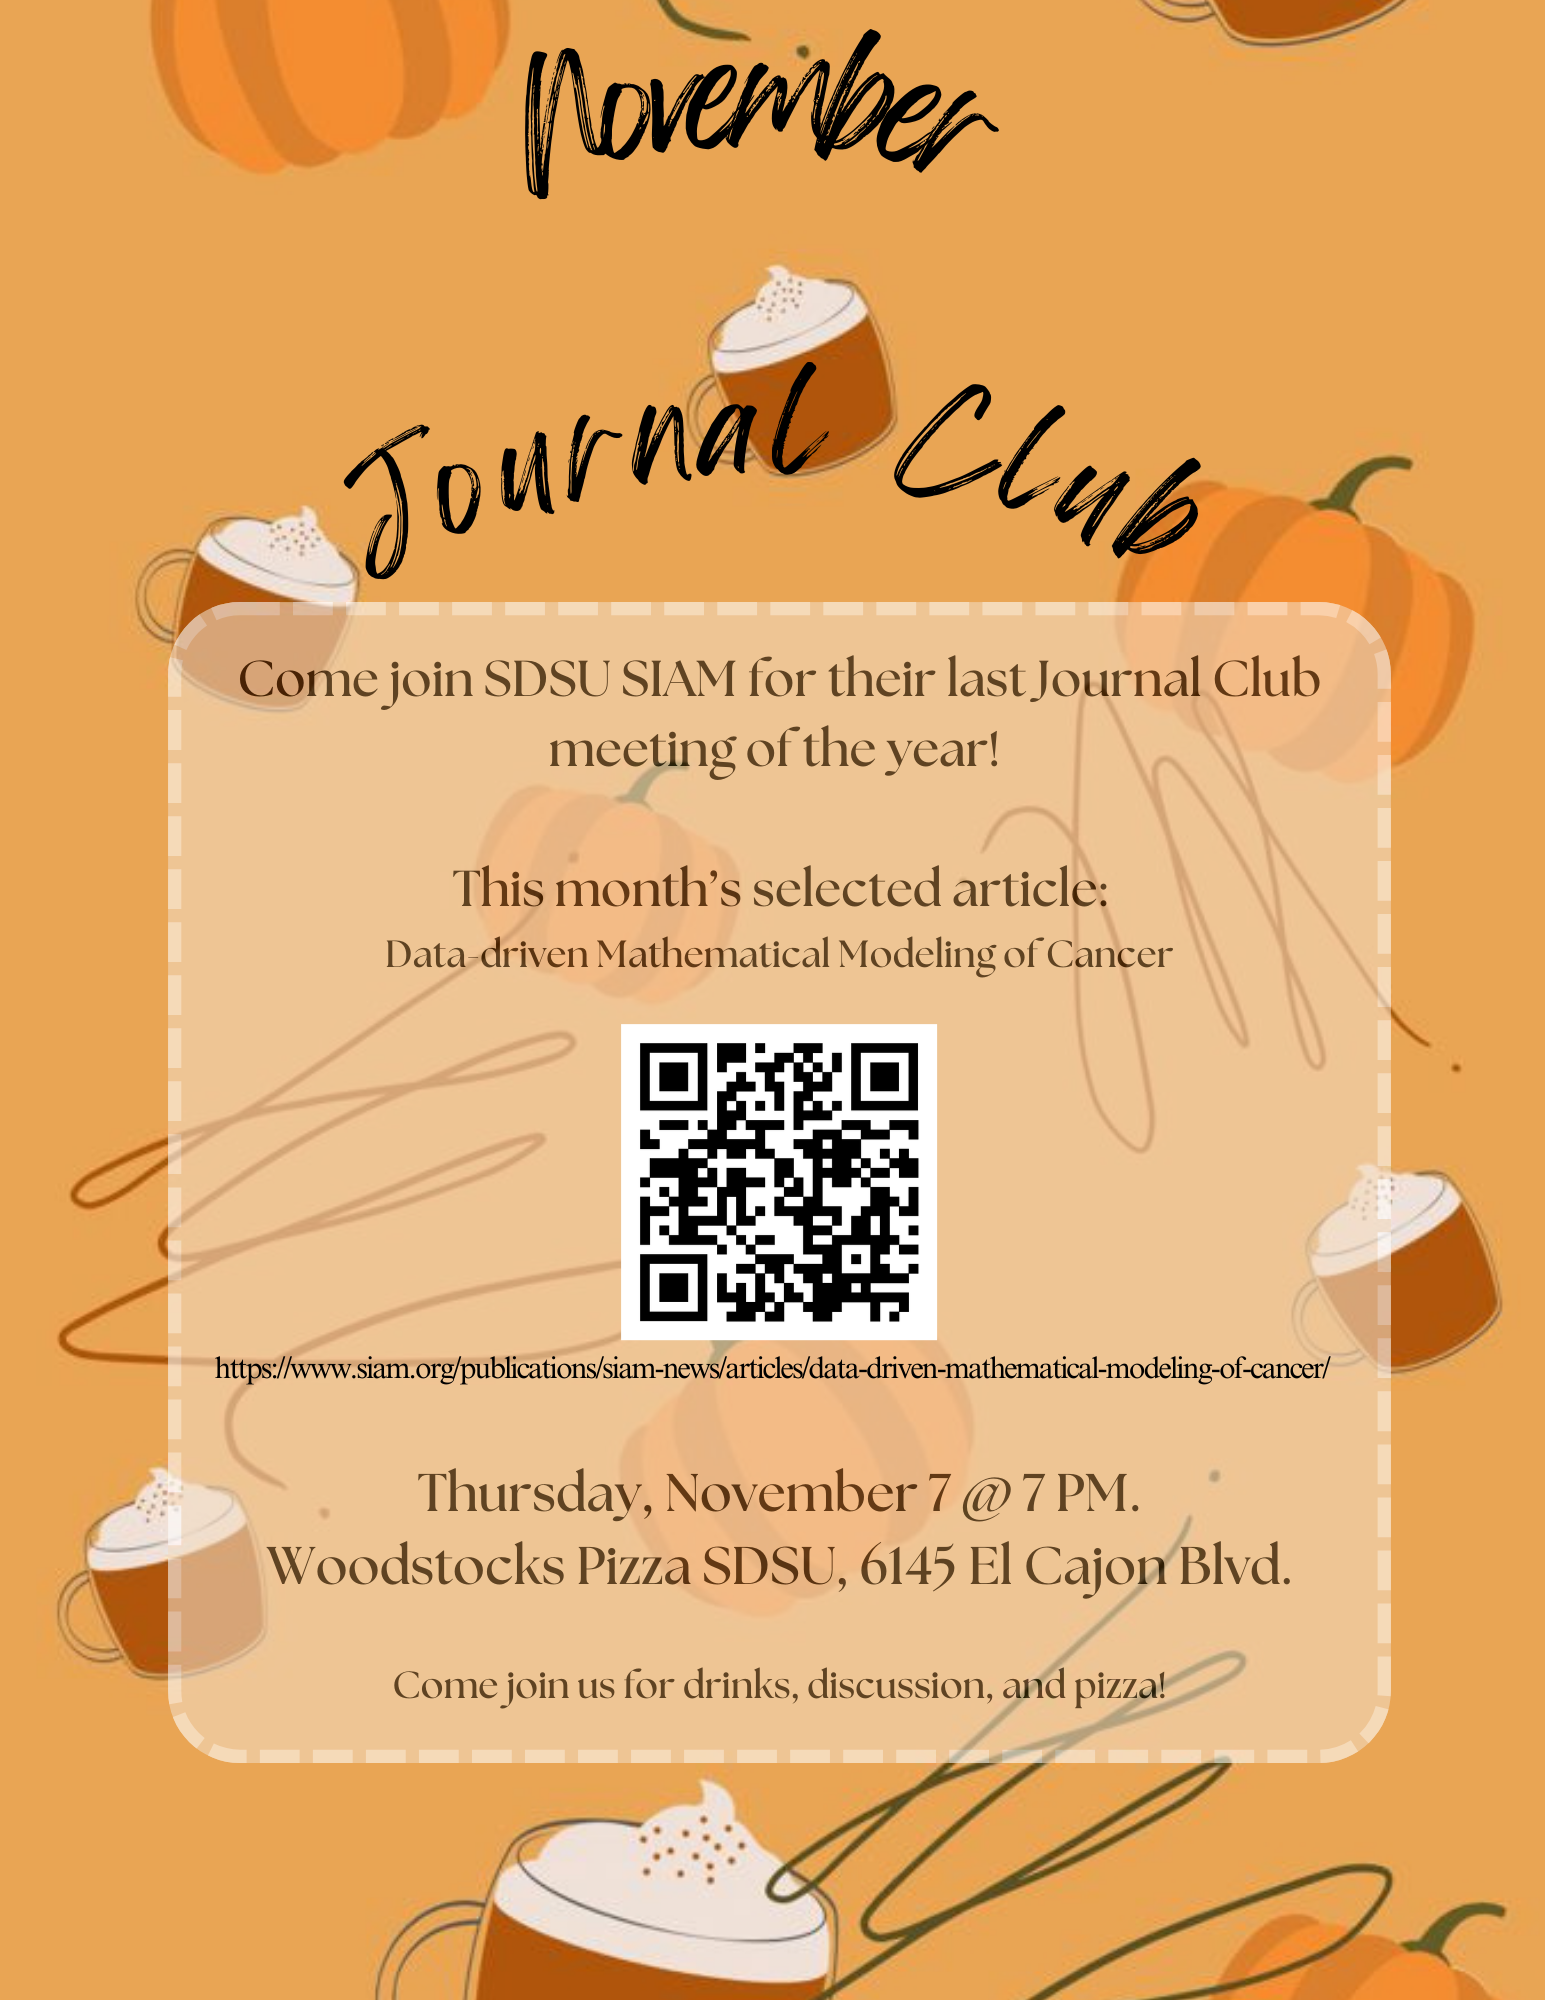 November
Journal Club
Come join SDSU SIAM for their last Journal Club
meeting of the year!
This month’s selected article:
Data-driven Mathematical Modeling of Cancer
https://www.siam.org/publications/siam-news/articles/data-driven-mathematical-modeling-of-cancer/
Thursday, November 7 @ 7 PM.
Woodstocks Pizza SDSU, 6145 El Cajon Blvd.
Come join us for drinks, discussion, and pizza!